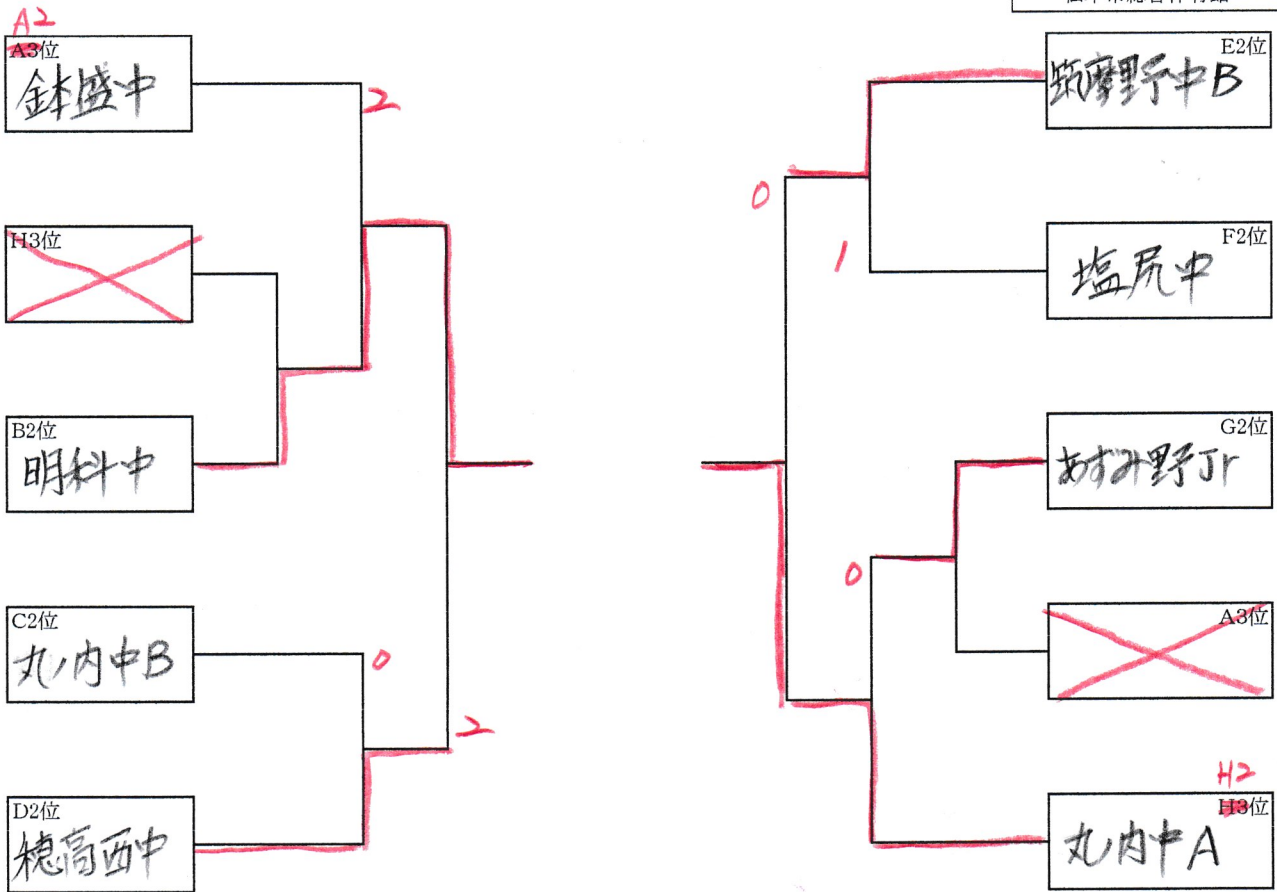 A2
A3位
鉢盛中
2
H3位
B2位
明科中
C2位
丸ノ内中B
0
2
D2位
穂高西中
E2位
筑摩野中B
0
1
F2位
塩尻中
G2位
あずみ野Jr
0
A3位
H2
H3位
丸ノ内中A